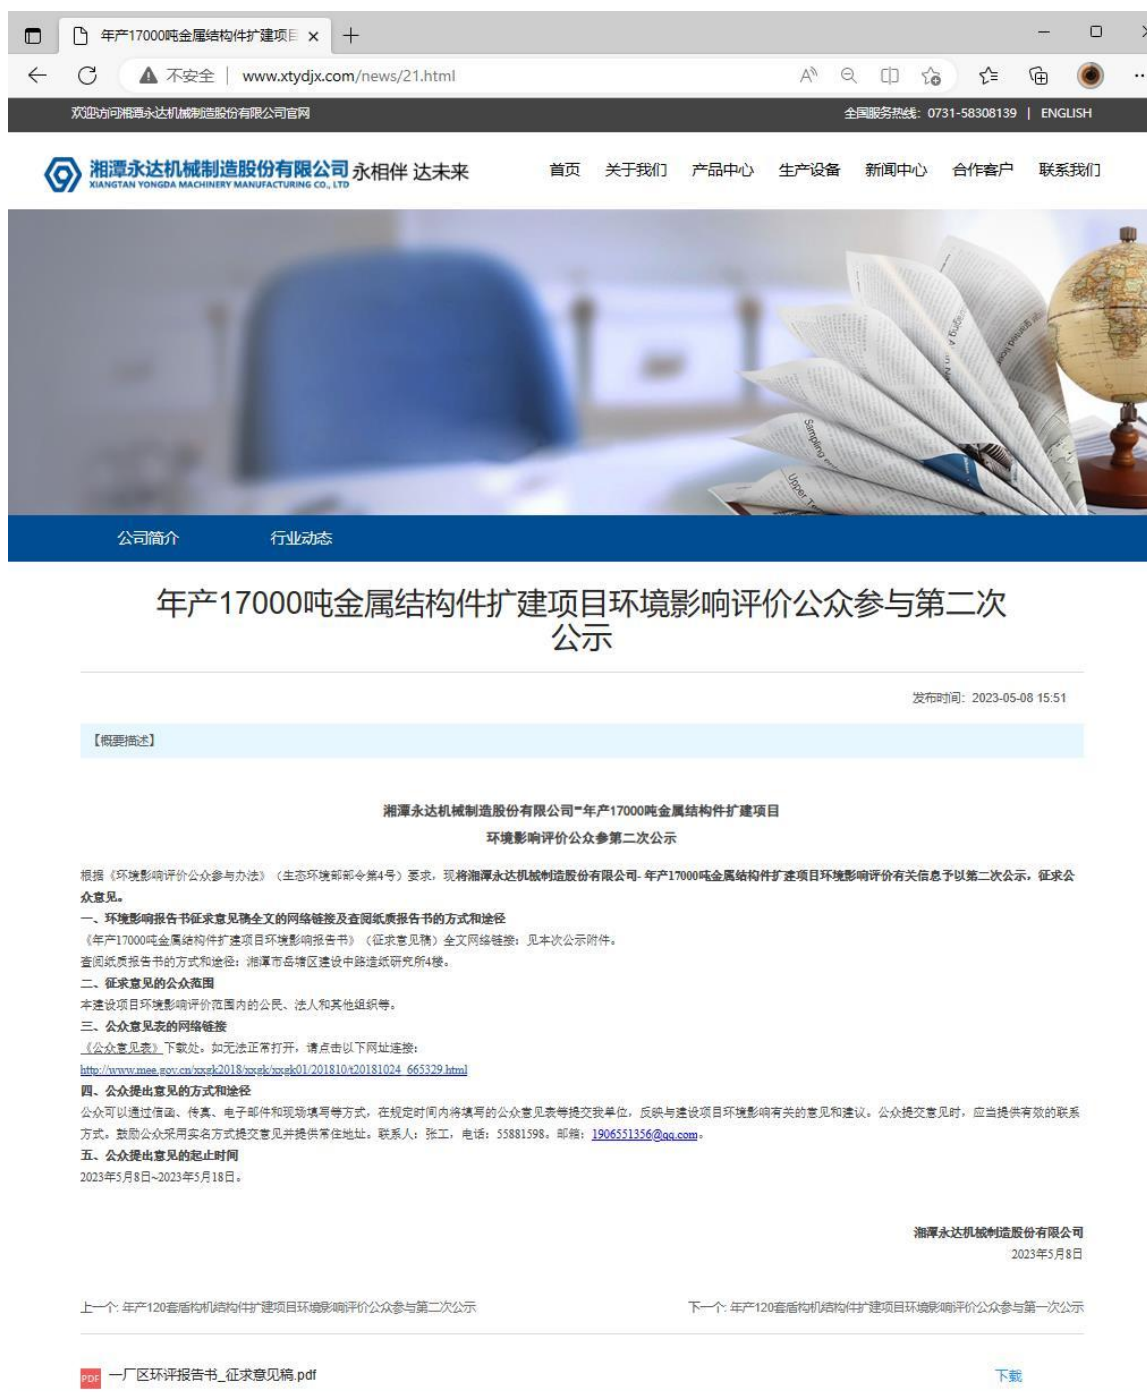 年产17000吨金属结构件扩建项目
不安全 | www.xtydjx.com/news/21.html
欢迎访问湘潭永达机械制造股份有限公司官网
全国服务热线：0731-58308139 | ENGLISH
湘潭永达机械制造股份有限公司 永相伴 达未来
XIANGTAN YONGDA MACHINERY MANUFACTURING CO., LTD
首页 关于我们 产品中心 生产设备 新闻中心 合作客户 联系我们
公司简介 行业动态
年产17000吨金属结构件扩建项目环境影响评价公众参与第二次
公示
发布时间：2023-05-08 15:51
【概要描述】
湘潭永达机械制造股份有限公司-年产17000吨金属结构件扩建项目
环境影响评价公众参第二次公示
根据《环境影响评价公众参与办法》（生态环境部部令第4号）要求，现将湘潭永达机械制造股份有限公司- 年产17000吨金属结构件扩建项目环境影响评价有关信息予以第二次公示，征求公
众意见。
一、环境影响报告书征求意见稿全文的网络链接及查阅纸质报告书的方式和途径
《年产17000吨金属结构件扩建项目环境影响报告书》（征求意见稿）全文网络链接：见本次公示附件。
查阅纸质报告书的方式和途径：湘潭市岳塘区建设中路造纸研究所4楼。
二、征求意见的公众范围
本建设项目环境影响评价范围内的公民、法人和其他组织等。
三、公众意见表的网络链接
《公众意见表》下载处。如无法正常打开，请点击以下网址连接：
http://www.mee.gov.cn/xxgk2018/xxgk/xxgk01/201810/t20181024_665329.html
四、公众提出意见的方式和途径
公众可以通过信函、传真、电子邮件和现场填写等方式，在规定时间内将填写的公众意见表等提交我单位，反映与建设项目环境影响有关的意见和建议。公众提交意见时，应当提供有效的联系
方式。鼓励公众采用实名方式提交意见并提供常住地址。联系人：张工，电话：55881598。邮箱：1906551356@qq.com。
五、公众提出意见的起止时间
2023年5月8日~2023年5月18日。
湘潭永达机械制造股份有限公司
2023年5月8日
上一个: 年产120套盾构机结构件扩建项目环境影响评价公众参与第二次公示
下一个: 年产120套盾构机结构件扩建项目环境影响评价公众参与第一次公示
PDF 一厂区环评报告书_征求意见稿.pdf
下载